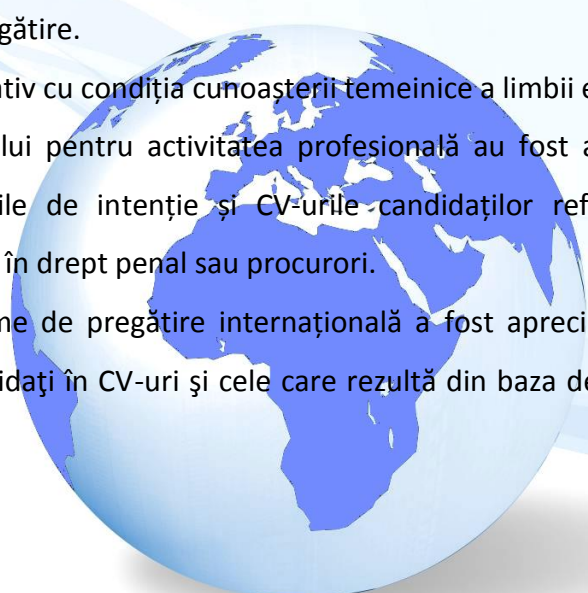 gătire.
tiv cu condiția cunoașterii temeinice a limbii e
lui pentru activitatea profesională au fost a
ile de intenție și CV-urile candidaților ref
în drept penal sau procurori.
me de pregătire internațională a fost apreci
idaţi în CV-uri şi cele care rezultă din baza de